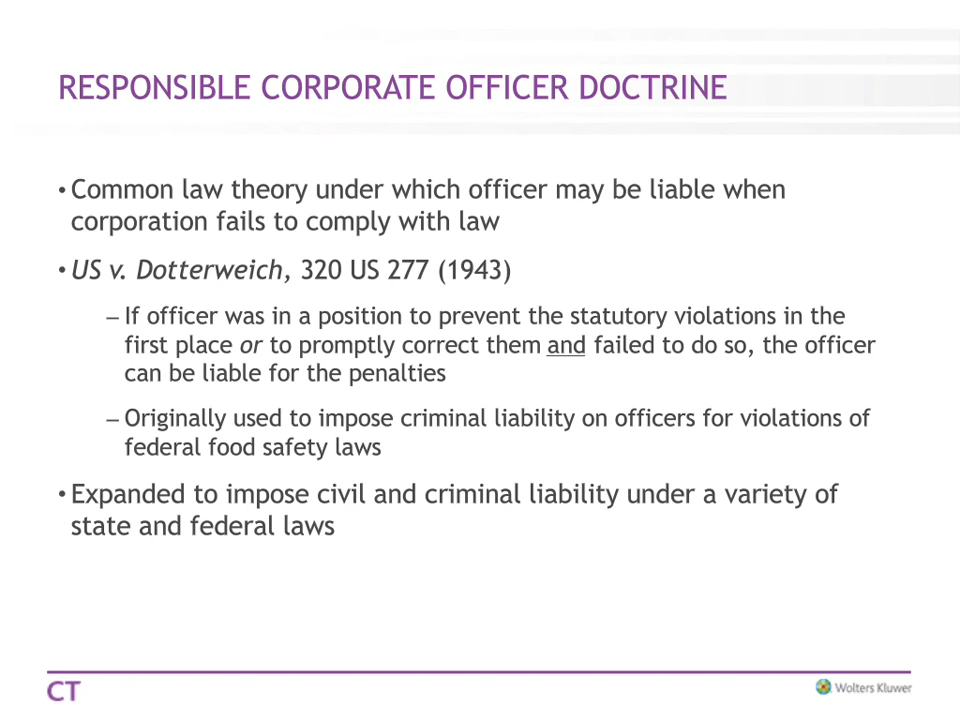 RESPONSIBLE CORPORATE OFFICER DOCTRINE
• Common law theory under which officer may be liable when
corporation fails to comply with law
• US v. Dotterweich, 320 US 277 (1943)
– If officer was in a position to prevent the statutory violations in the
first place or to promptly correct them and failed to do so, the officer
can be liable for the penalties
– Originally used to impose criminal liability on officers for violations of
federal food safety laws
• Expanded to impose civil and criminal liability under a variety of
state and federal laws
CT
Wolters Kluwer